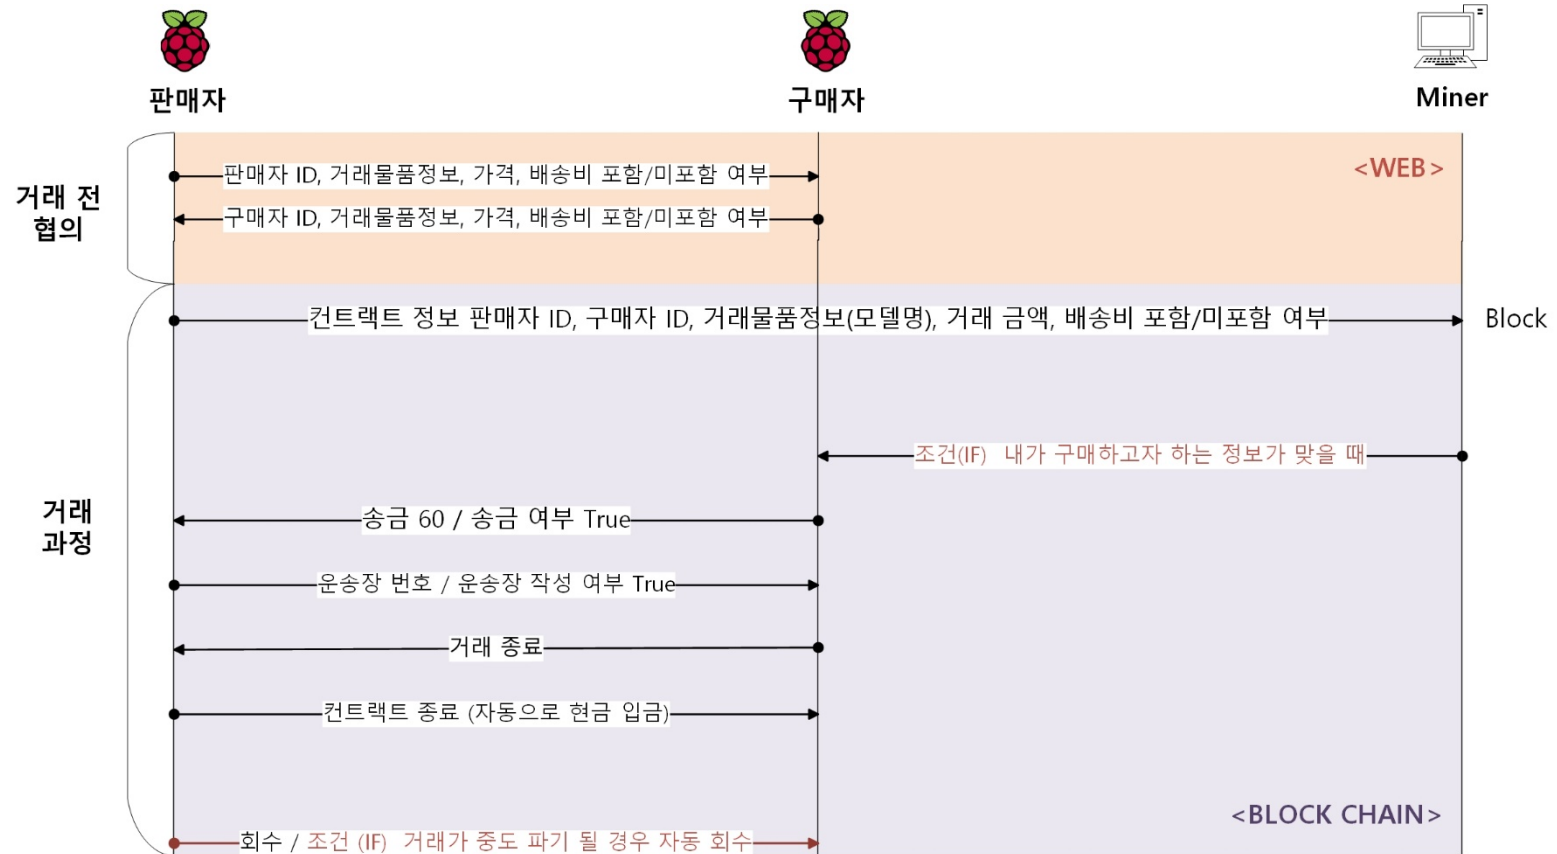 판매자
구매자
Miner
거래 전
협의
<WEB>
판매자 ID, 거래물품정보, 가격, 배송비 포함/미포함 여부
구매자 ID, 거래물품정보, 가격, 배송비 포함/미포함 여부
컨트랙트 정보 판매자 ID, 구매자 ID, 거래물품정보(모델명), 거래 금액, 배송비 포함/미포함 여부
Block
조건(IF) 내가 구매하고자 하는 정보가 맞을 때
거래
과정
송금 60 / 송금 여부 True
운송장 번호 / 운송장 작성 여부 True
거래 종료
컨트랙트 종료 (자동으로 현금 입금)
<BLOCK CHAIN>
회수 / 조건 (IF) 거래가 중도 파기 될 경우 자동 회수